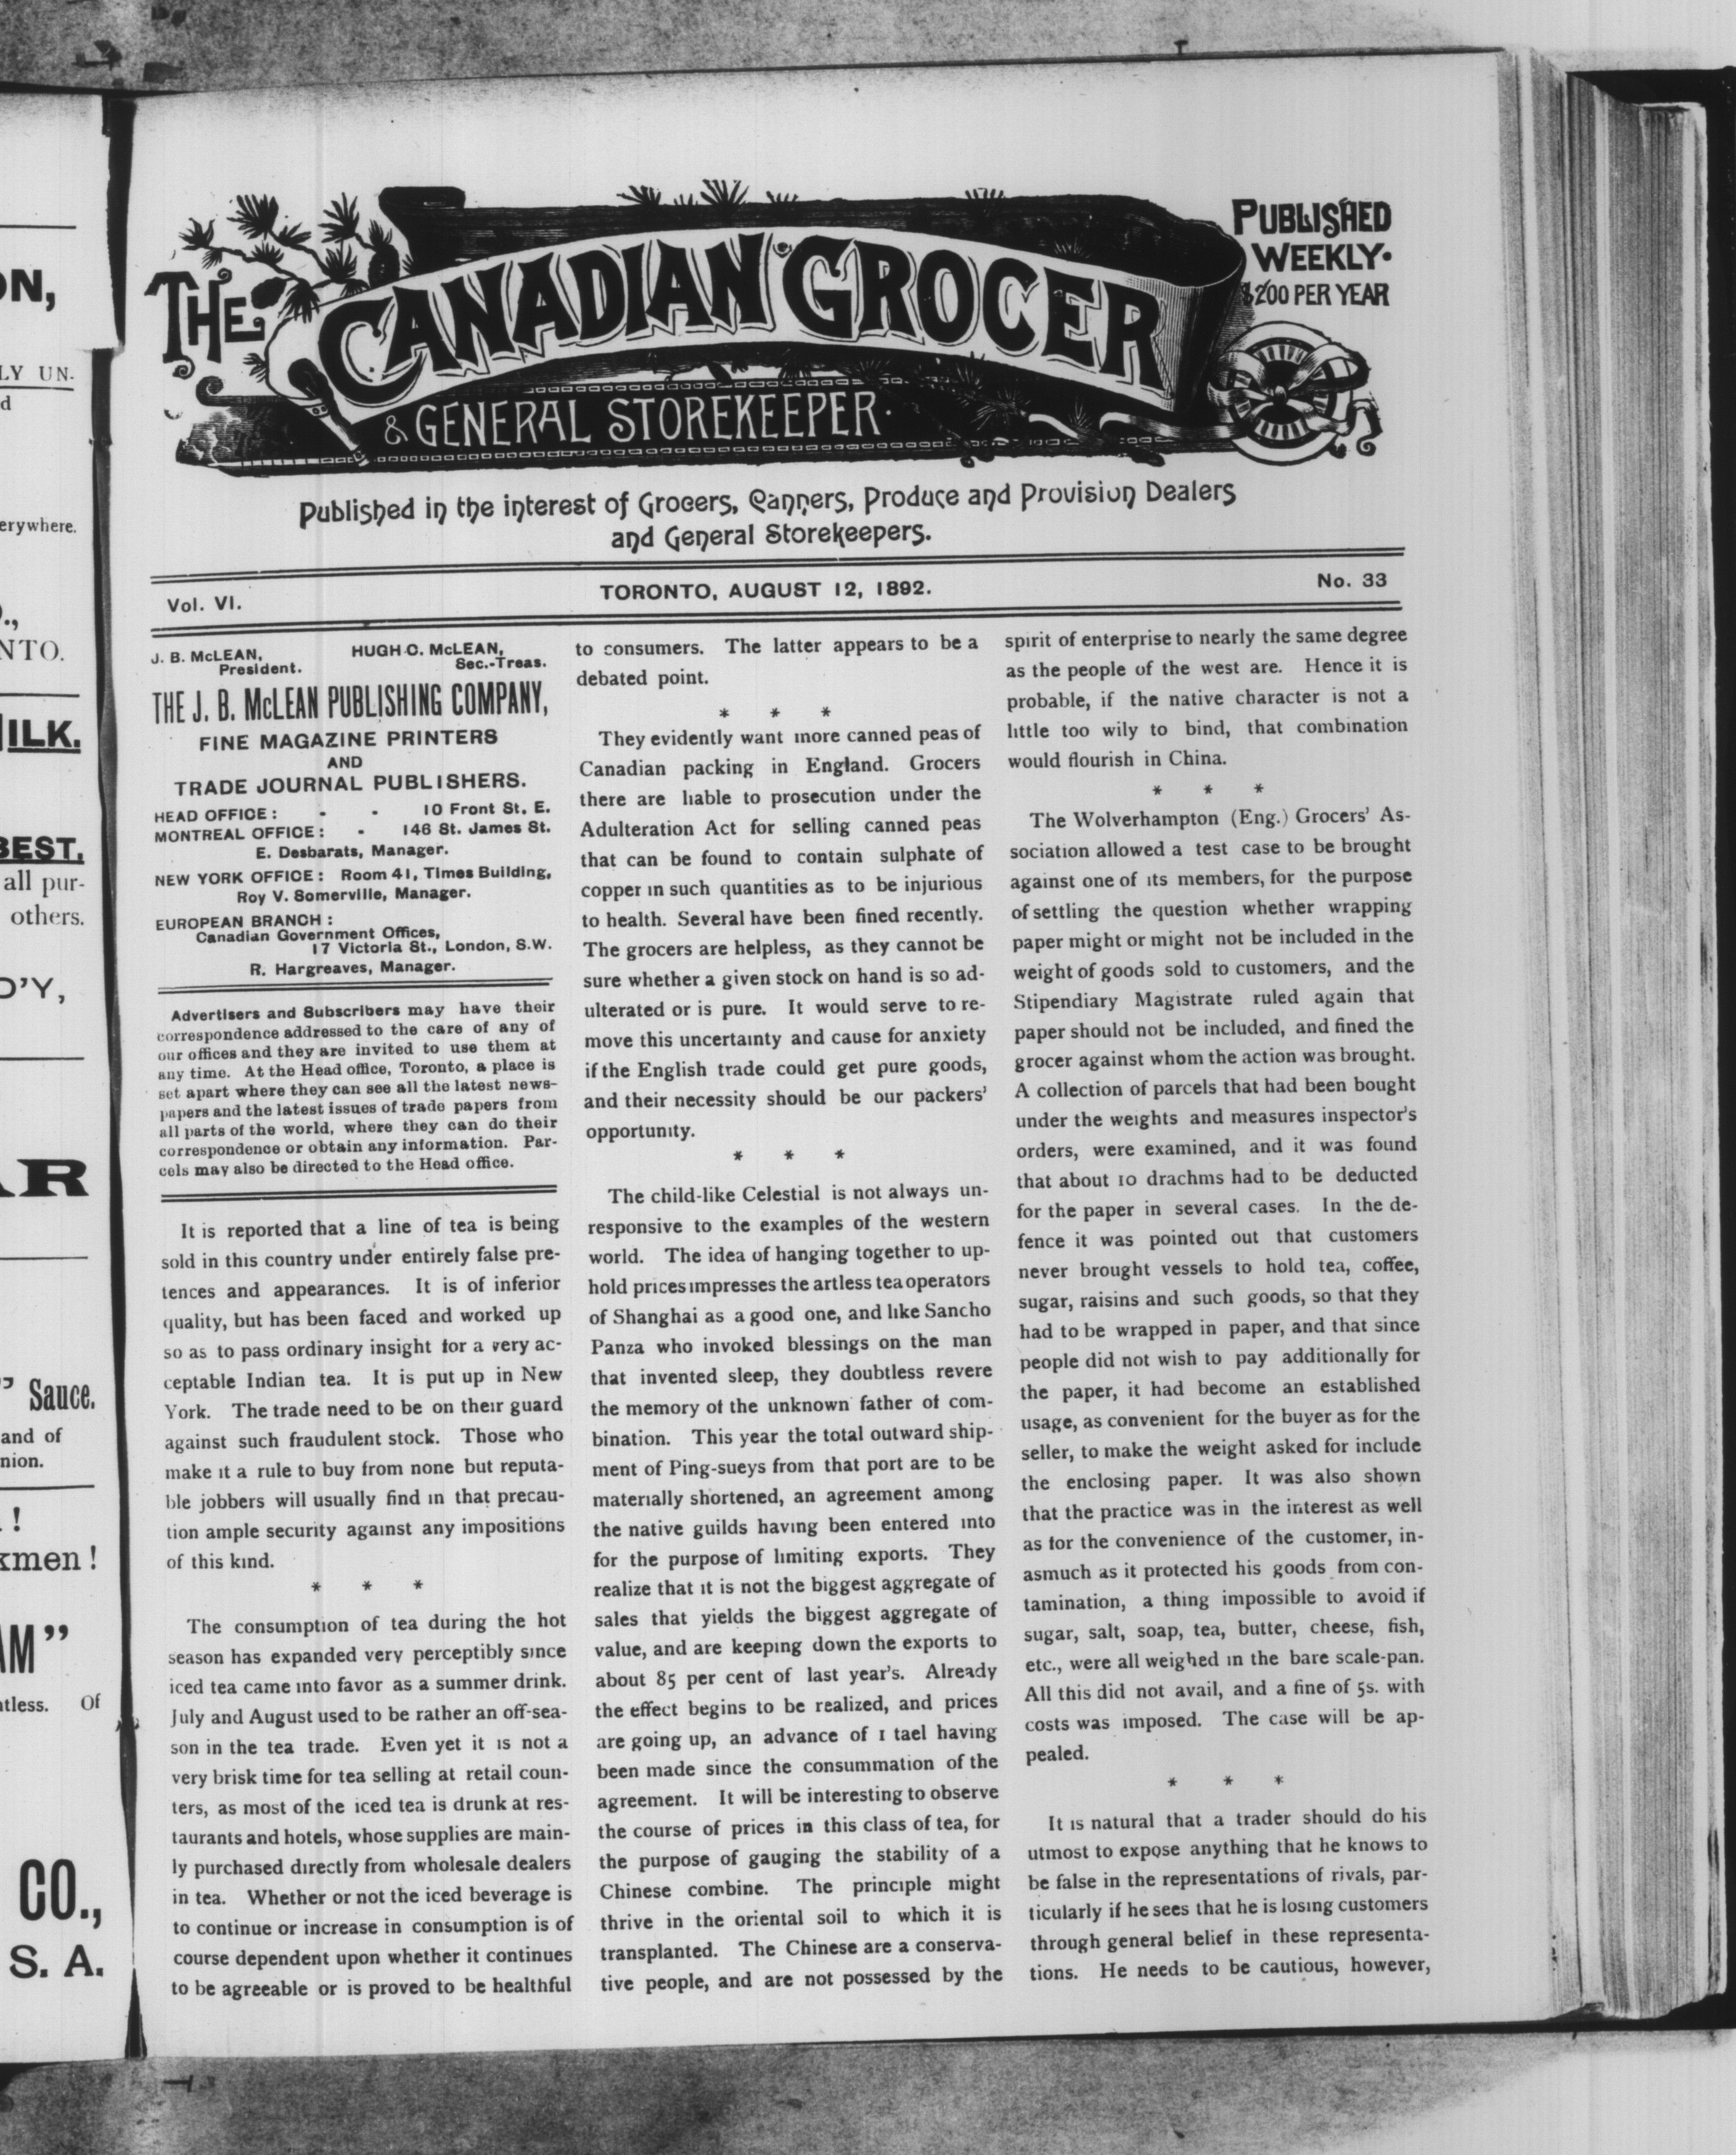 ON,
LY UN-
d
erywhere.
NTO.
MILK.
BEST,
all pur-
others.
D'Y,
AR
" Sauce.
and of
nion.
!
kmen!
AM"
tless. Of
CO.,
S. A.
THE CANADIAN GROCER
& GENERAL STOREKEEPER.
PUBLISHED
WEEKLY.
$200 PER YEAR
Published in the interest of Grocers, Canners, Produce and Provision Dealers
and General Storekeepers.
Vol. VI.
TORONTO, AUGUST 12, 1892.
No. 33
J. B. McLEAN,
President.
HUGH C. McLEAN,
Sec.-Treas.
THE J. B. McLEAN PUBLISHING COMPANY,
FINE MAGAZINE PRINTERS
AND
TRADE JOURNAL PUBLISHERS.
HEAD OFFICE: - - 10 Front St. E.
MONTREAL OFFICE: - 146 St. James St.
E. Desbarats, Manager.
NEW YORK OFFICE: Room 41, Times Building,
Roy V. Somerville, Manager.
EUROPEAN BRANCH:
Canadian Government Offices,
17 Victoria St., London, S.W.
R. Hargreaves, Manager.
Advertisers and Subscribers may have their
correspondence addressed to the care of any of
our offices and they are invited to use them at
any time. At the Head office, Toronto, a place is
set apart where they can see all the latest news-
papers and the latest issues of trade papers from
all parts of the world, where they can do their
correspondence or obtain any information. Par-
cels may also be directed to the Head office.
It is reported that a line of tea is being
sold in this country under entirely false pre-
tences and appearances. It is of inferior
quality, but has been faced and worked up
so as to pass ordinary insight for a very ac-
ceptable Indian tea. It is put up in New
York. The trade need to be on their guard
against such fraudulent stock. Those who
make it a rule to buy from none but reputa-
ble jobbers will usually find in that precau-
tion ample security against any impositions
of this kind.
* * *
The consumption of tea during the hot
season has expanded very perceptibly since
iced tea came into favor as a summer drink.
July and August used to be rather an off-sea-
son in the tea trade. Even yet it is not a
very brisk time for tea selling at retail coun-
ters, as most of the iced tea is drunk at res-
taurants and hotels, whose supplies are main-
ly purchased directly from wholesale dealers
in tea. Whether or not the iced beverage is
to continue or increase in consumption is of
course dependent upon whether it continues
to be agreeable or is proved to be healthful
to consumers. The latter appears to be a
debated point.
* * *
They evidently want more canned peas of
Canadian packing in England. Grocers
there are liable to prosecution under the
Adulteration Act for selling canned peas
that can be found to contain sulphate of
copper in such quantities as to be injurious
to health. Several have been fined recently.
The grocers are helpless, as they cannot be
sure whether a given stock on hand is so ad-
ulterated or is pure. It would serve to re-
move this uncertainty and cause for anxiety
if the English trade could get pure goods,
and their necessity should be our packers'
opportunity.
* * *
The child-like Celestial is not always un-
responsive to the examples of the western
world. The idea of hanging together to up-
hold prices impresses the artless tea operators
of Shanghai as a good one, and like Sancho
Panza who invoked blessings on the man
that invented sleep, they doubtless revere
the memory of the unknown father of com-
bination. This year the total outward ship-
ment of Ping-sueys from that port are to be
materially shortened, an agreement among
the native guilds having been entered into
for the purpose of limiting exports. They
realize that it is not the biggest aggregate of
sales that yields the biggest aggregate of
value, and are keeping down the exports to
about 85 per cent of last year's. Already
the effect begins to be realized, and prices
are going up, an advance of 1 tael having
been made since the consummation of the
agreement. It will be interesting to observe
the course of prices in this class of tea, for
the purpose of gauging the stability of a
Chinese combine. The principle might
thrive in the oriental soil to which it is
transplanted. The Chinese are a conserva-
tive people, and are not possessed by the
spirit of enterprise to nearly the same degree
as the people of the west are. Hence it is
probable, if the native character is not a
little too wily to bind, that combination
would flourish in China.
* * *
The Wolverhampton (Eng.) Grocers' As-
sociation allowed a test case to be brought
against one of its members, for the purpose
of settling the question whether wrapping
paper might or might not be included in the
weight of goods sold to customers, and the
Stipendiary Magistrate ruled again that
paper should not be included, and fined the
grocer against whom the action was brought.
A collection of parcels that had been bought
under the weights and measures inspector's
orders, were examined, and it was found
that about 10 drachms had to be deducted
for the paper in several cases. In the de-
fence it was pointed out that customers
never brought vessels to hold tea, coffee,
sugar, raisins and such goods, so that they
had to be wrapped in paper, and that since
people did not wish to pay additionally for
the paper, it had become an established
usage, as convenient for the buyer as for the
seller, to make the weight asked for include
the enclosing paper. It was also shown
that the practice was in the interest as well
as for the convenience of the customer, in-
asmuch as it protected his goods from con-
tamination, a thing impossible to avoid if
sugar, salt, soap, tea, butter, cheese, fish,
etc., were all weighed in the bare scale-pan.
All this did not avail, and a fine of 5s. with
costs was imposed. The case will be ap-
pealed.
* * *
It is natural that a trader should do his
utmost to expose anything that he knows to
be false in the representations of rivals, par-
ticularly if he sees that he is losing customers
through general belief in these representa-
tions. He needs to be cautious, however,